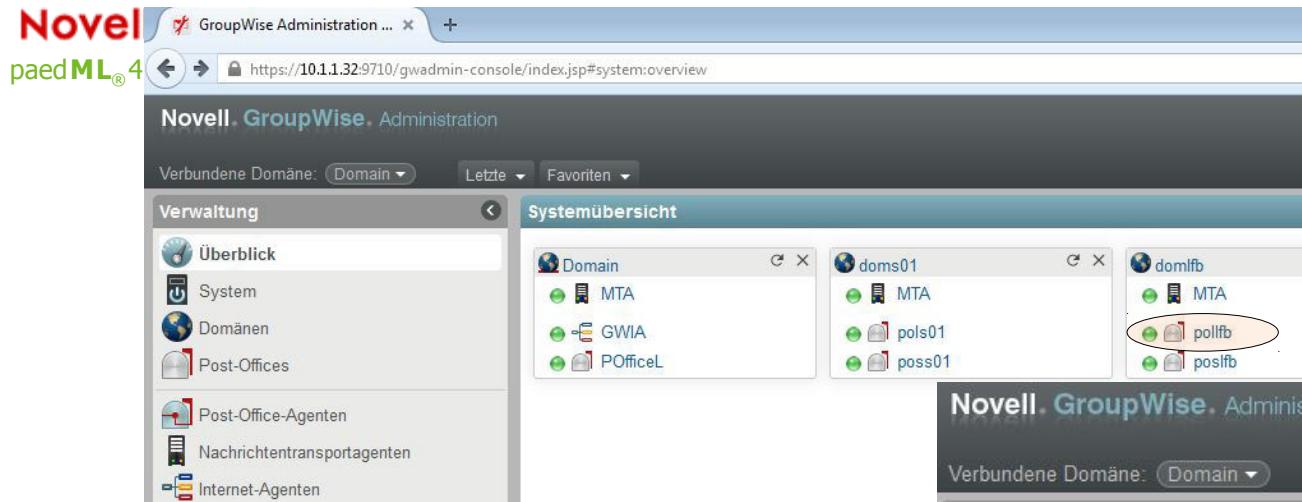 Novel
paedML® 4
GroupWise Administration ...
https://10.1.1.32:9710/gwadmin-console/index.jsp#system:overview
Novell. GroupWise. Administration
Verbundene Domäne: Domain Letzte Favoriten
Verwaltung
Überblick
System
Domänen
Post-Offices
Post-Office-Agenten
Nachrichtentransportagenten
Internet-Agenten
Systemübersicht
Domain
MTA
GWIA
POfficeL
doms01
MTA
pols01
poss01
domlfb
MTA
pollfb
poslfb
Novell. GroupWise. Adminis
Verbundene Domäne: Domain